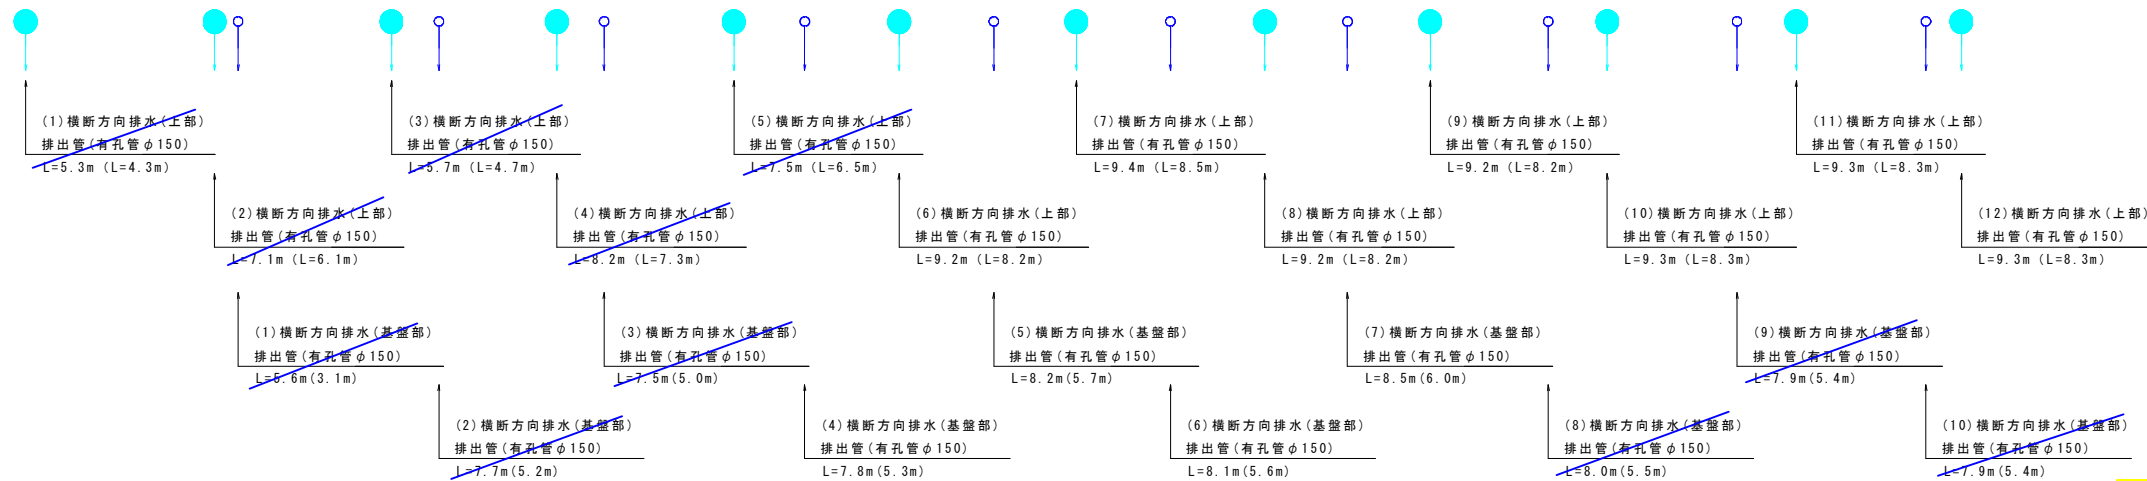 (1)横断方向排水(上部)
排出管(有孔管φ150)
L=5.3m (L=4.3m)
(3)横断方向排水(上部)
排出管(有孔管φ150)
L=5.7m (L=4.7m)
(5)横断方向排水(上部)
排出管(有孔管φ150)
L=7.5m (L=6.5m)
(7)横断方向排水(上部)
排出管(有孔管φ150)
L=9.4m (L=8.5m)
(9)横断方向排水(上部)
排出管(有孔管φ150)
L=9.2m (L=8.2m)
(11)横断方向排水(上部)
排出管(有孔管φ150)
L=9.3m (L=8.3m)
(2)横断方向排水(上部)
排出管(有孔管φ150)
L=7.1m (L=6.1m)
(4)横断方向排水(上部)
排出管(有孔管φ150)
L=8.2m (L=7.3m)
(6)横断方向排水(上部)
排出管(有孔管φ150)
L=9.2m (L=8.2m)
(8)横断方向排水(上部)
排出管(有孔管φ150)
L=9.2m (L=8.2m)
(10)横断方向排水(上部)
排出管(有孔管φ150)
L=9.3m (L=8.3m)
(12)横断方向排水(上部)
排出管(有孔管φ150)
L=9.3m (L=8.3m)
(1)横断方向排水(基盤部)
排出管(有孔管φ150)
L=5.6m(3.1m)
(3)横断方向排水(基盤部)
排出管(有孔管φ150)
L=7.5m(5.0m)
(5)横断方向排水(基盤部)
排出管(有孔管φ150)
L=8.2m(5.7m)
(7)横断方向排水(基盤部)
排出管(有孔管φ150)
L=8.5m(6.0m)
(9)横断方向排水(基盤部)
排出管(有孔管φ150)
L=7.9m(5.4m)
(2)横断方向排水(基盤部)
排出管(有孔管φ150)
L=7.7m(5.2m)
(4)横断方向排水(基盤部)
排出管(有孔管φ150)
L=7.8m(5.3m)
(6)横断方向排水(基盤部)
排出管(有孔管φ150)
L=8.1m(5.6m)
(8)横断方向排水(基盤部)
排出管(有孔管φ150)
L=8.0m(5.5m)
(10)横断方向排水(基盤部)
排出管(有孔管φ150)
L=7.9m(5.4m)